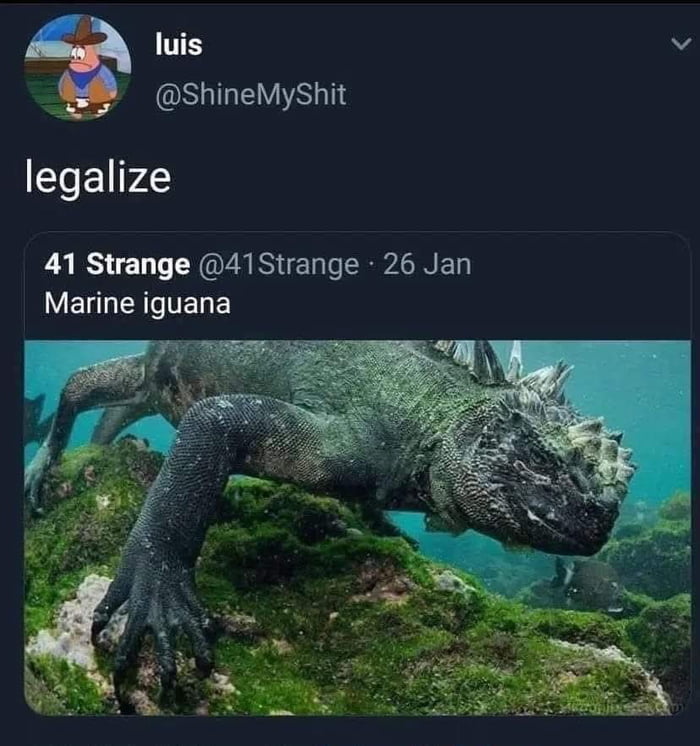 luis
@ShineMyShit
legalize
41 Strange @41Strange · 26 Jan
Marine iguana